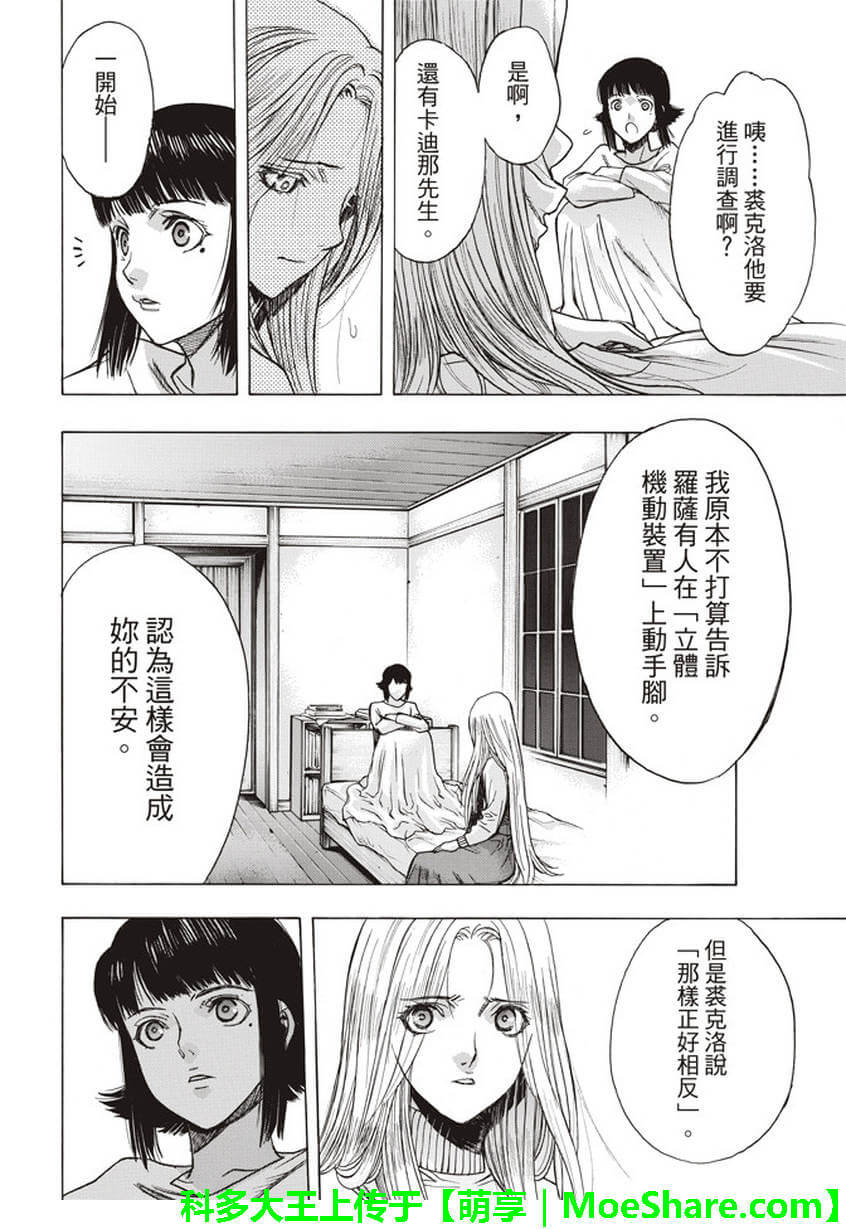 咦⋯⋯裘克洛他要
進行調查啊？
是啊，
還有卡迪那先生。
一開始——
我原本不打算告訴
羅薩有人在「立體
機動裝置」上動手腳。
認為這樣會造成
妳的不安。
但是裘克洛說
「那樣正好相反」。
科多大王上传于【萌享】|MoeShare.com】